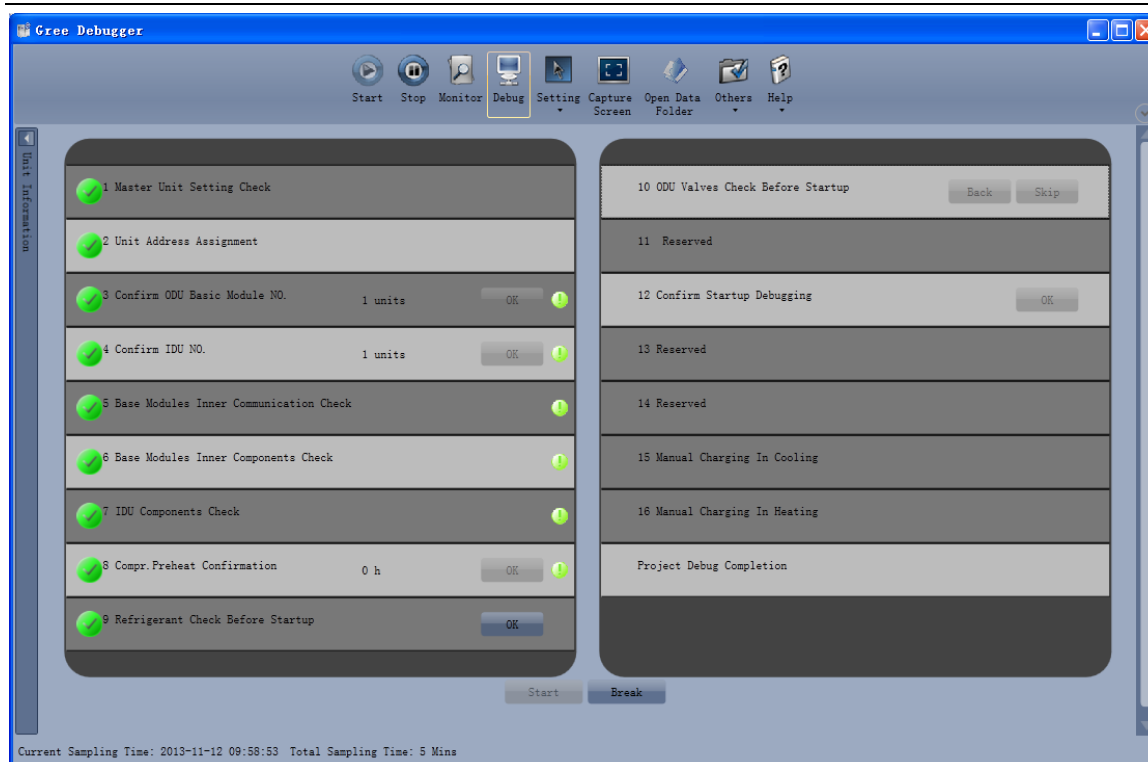 Gree Debugger
Start Stop Monitor Debug Setting Capture Screen Open Data Folder Others Help
Unit Information
1 Master Unit Setting Check
2 Unit Address Assignment
3 Confirm ODU Basic Module NO. 1 units OK
4 Confirm IDU NO. 1 units OK
5 Base Modules Inner Communication Check
6 Base Modules Inner Components Check
7 IDU Components Check
8 Compr.Preheat Confirmation 0 h OK
9 Refrigerant Check Before Startup OK
10 ODU Valves Check Before Startup Back Skip
11 Reserved
12 Confirm Startup Debugging OK
13 Reserved
14 Reserved
15 Manual Charging In Cooling
16 Manual Charging In Heating
Project Debug Completion
Start Break
Current Sampling Time: 2013-11-12 09:58:53 Total Sampling Time: 5 Mins